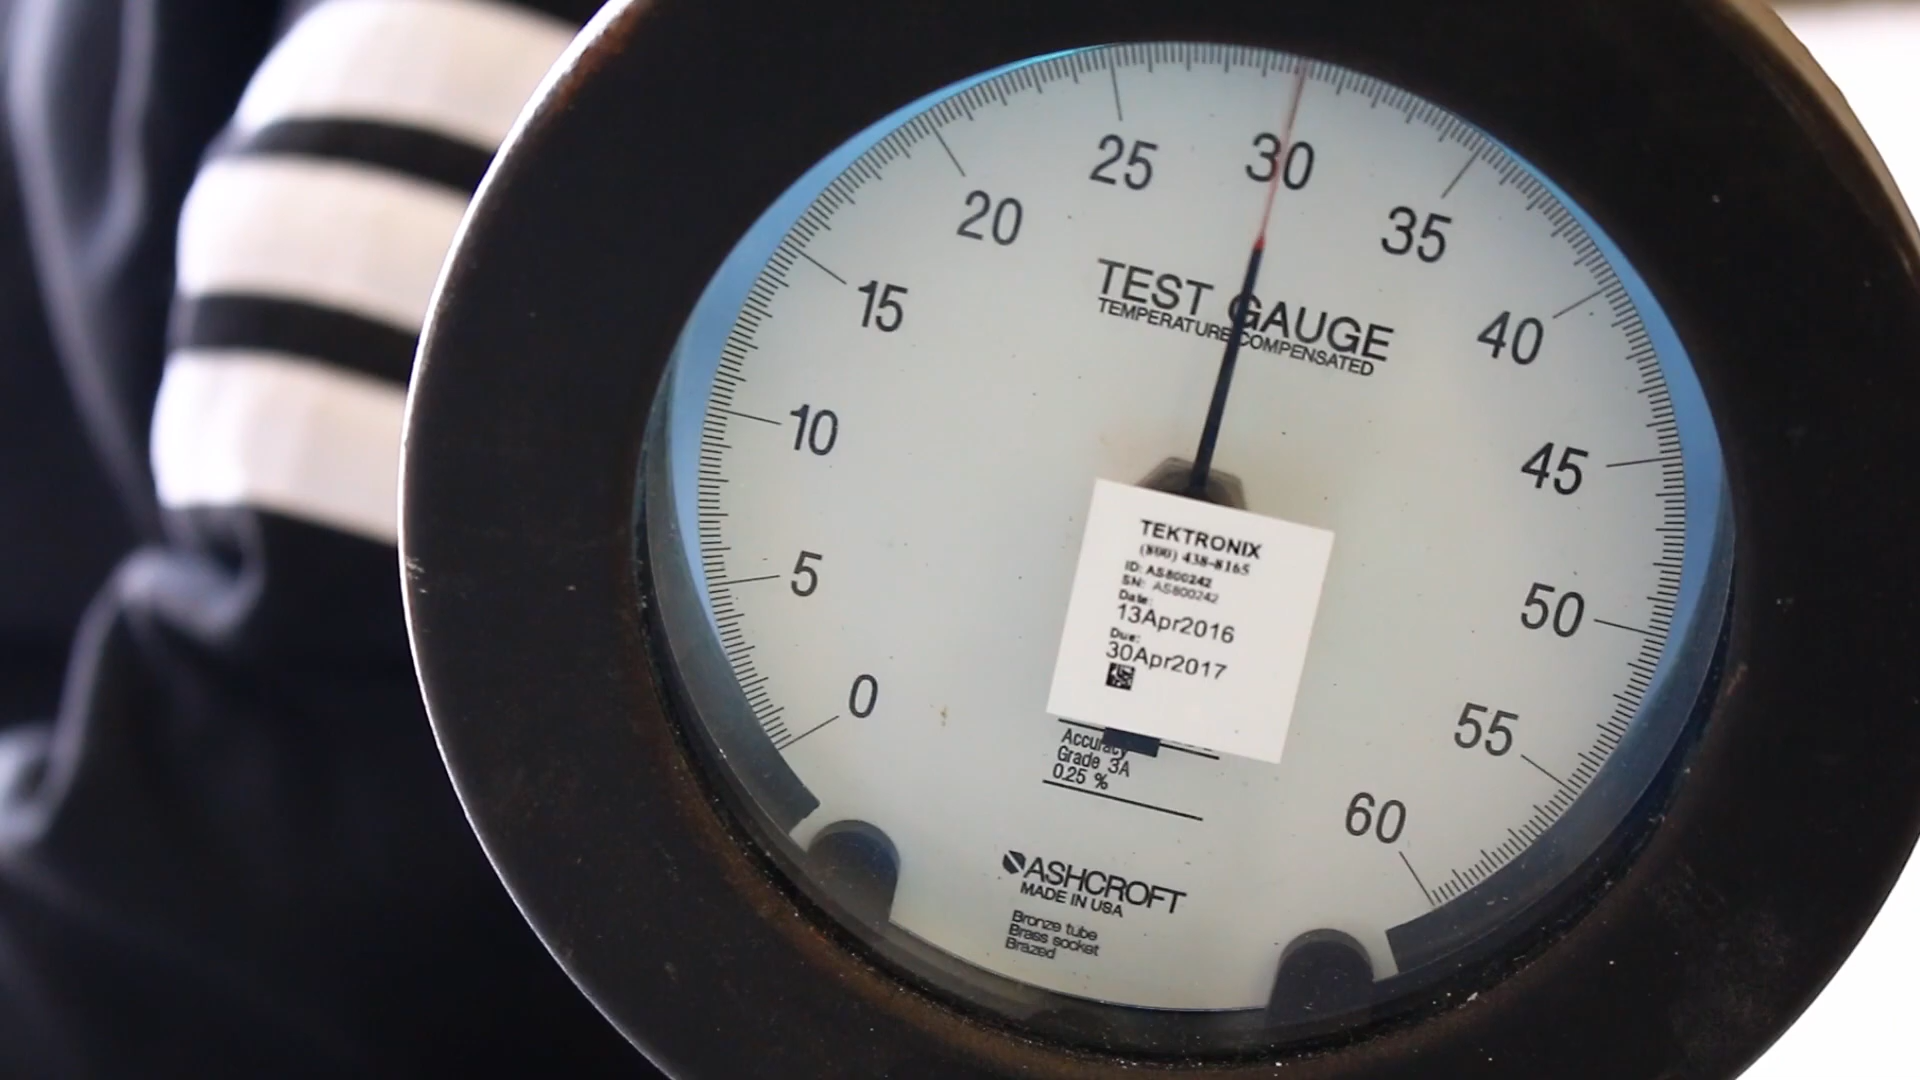 0
5
10
15
20
25
30
35
40
45
50
55
60
TEST GAUGE
TEMPERATURE COMPENSATED
TEKTRONIX
(800) 438-8165
ID: AS800242
SN: AS800242
Date:
13Apr2016
Due:
30Apr2017
Accuracy
Grade 3A
0.25 %
ASHCROFT
MADE IN USA
Bronze tube
Brass socket
Brazed